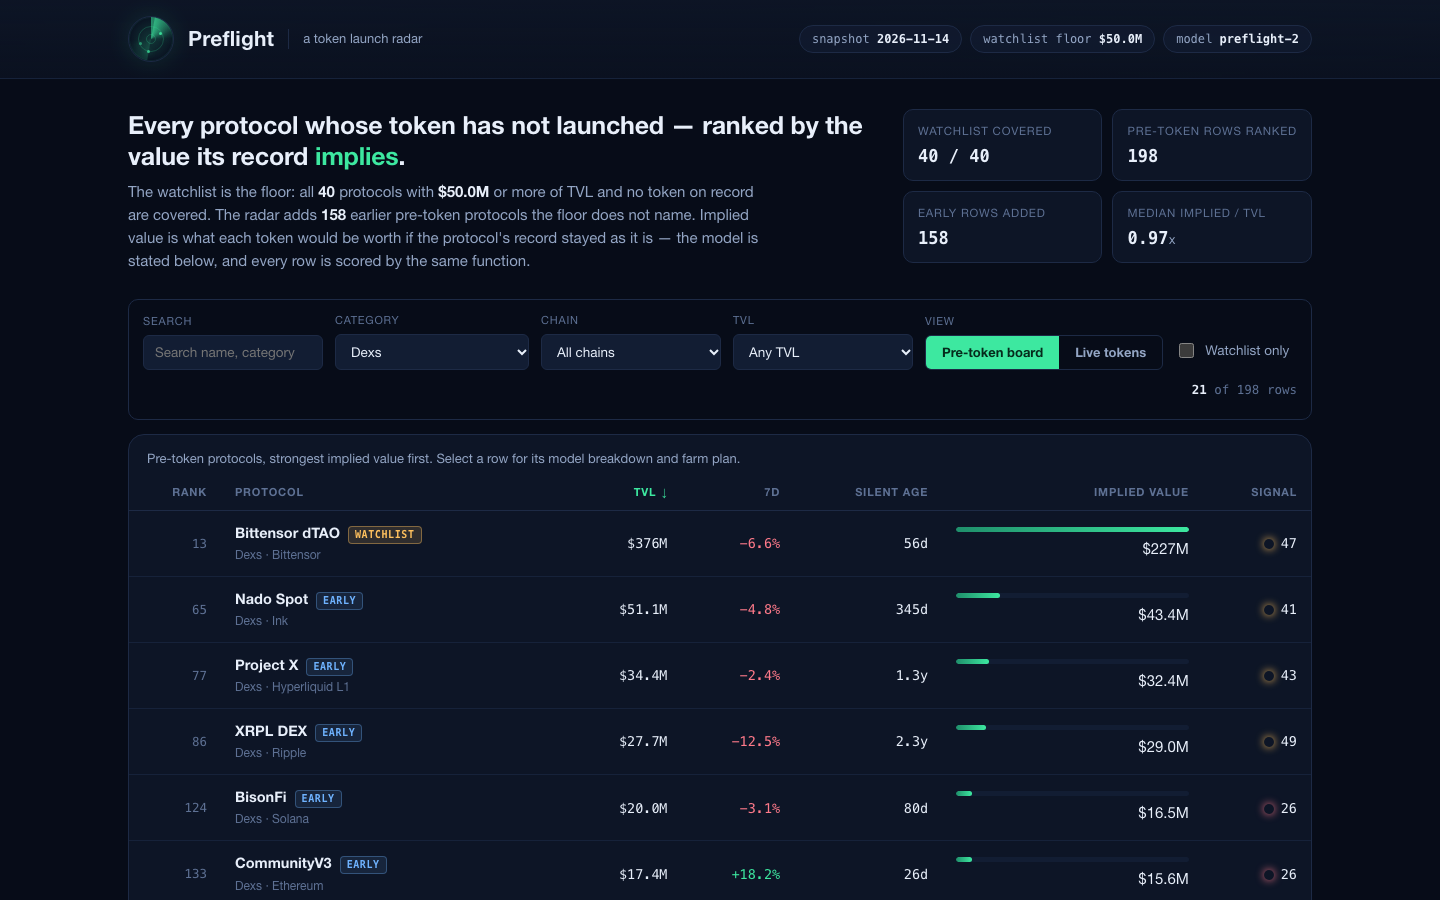 Preflight
a token launch radar
snapshot 2026−11−14
watchlist floor $50.0M
model preflight−2
Every protocol whose token has not launched — ranked by the
value its record implies.
The watchlist is the floor: all 40 protocols with $50.0M or more of TVL and no token on record
are covered. The radar adds 158 earlier pre-token protocols the floor does not name. Implied
value is what each token would be worth if the protocol's record stayed as it is — the model is
stated below, and every row is scored by the same function.
WATCHLIST COVERED
40 / 40
PRE-TOKEN ROWS RANKED
198
EARLY ROWS ADDED
158
MEDIAN IMPLIED / TVL
0.97x
SEARCH
Search name, category
CATEGORY
Dexs
CHAIN
All chains
TVL
Any TVL
VIEW
Pre-token board
Live tokens
Watchlist only
21 of 198 rows
Pre-token protocols, strongest implied value first. Select a row for its model breakdown and farm plan.
RANK PROTOCOL TVL ↓ 7D SILENT AGE IMPLIED VALUE SIGNAL
13 Bittensor dTAO WATCHLIST $376M −6.6% 56d $227M 47
Dexs · Bittensor
65 Nado Spot EARLY $51.1M −4.8% 345d $43.4M 41
Dexs · Ink
77 Project X EARLY $34.4M −2.4% 1.3y $32.4M 43
Dexs · Hyperliquid L1
86 XRPL DEX EARLY $27.7M −12.5% 2.3y $29.0M 49
Dexs · Ripple
124 BisonFi EARLY $20.0M −3.1% 80d $16.5M 26
Dexs · Solana
133 CommunityV3 EARLY $17.4M +18.2% 26d $15.6M 26
Dexs · Ethereum